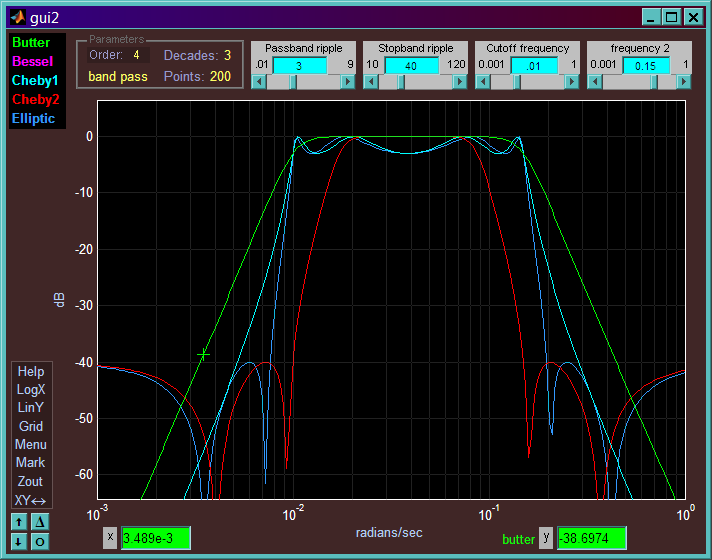 gui2
Butter
Bessel
Cheby1
Cheby2
Elliptic
Parameters
Order: 4 Decades: 3
band pass Points: 200
Passband ripple
.01 3 9
Stopband ripple
10 40 120
Cutoff frequency
0.001 .01 1
frequency 2
0.001 0.15 1
0
-10
-20
-30
-40
-50
-60
dB
Help
LogX
LinY
Grid
Menu
Mark
Zout
XY↔
Δ
O
10-3 10-2 10-1 100
radians/sec
x 3.489e-3
butter y -38.6974